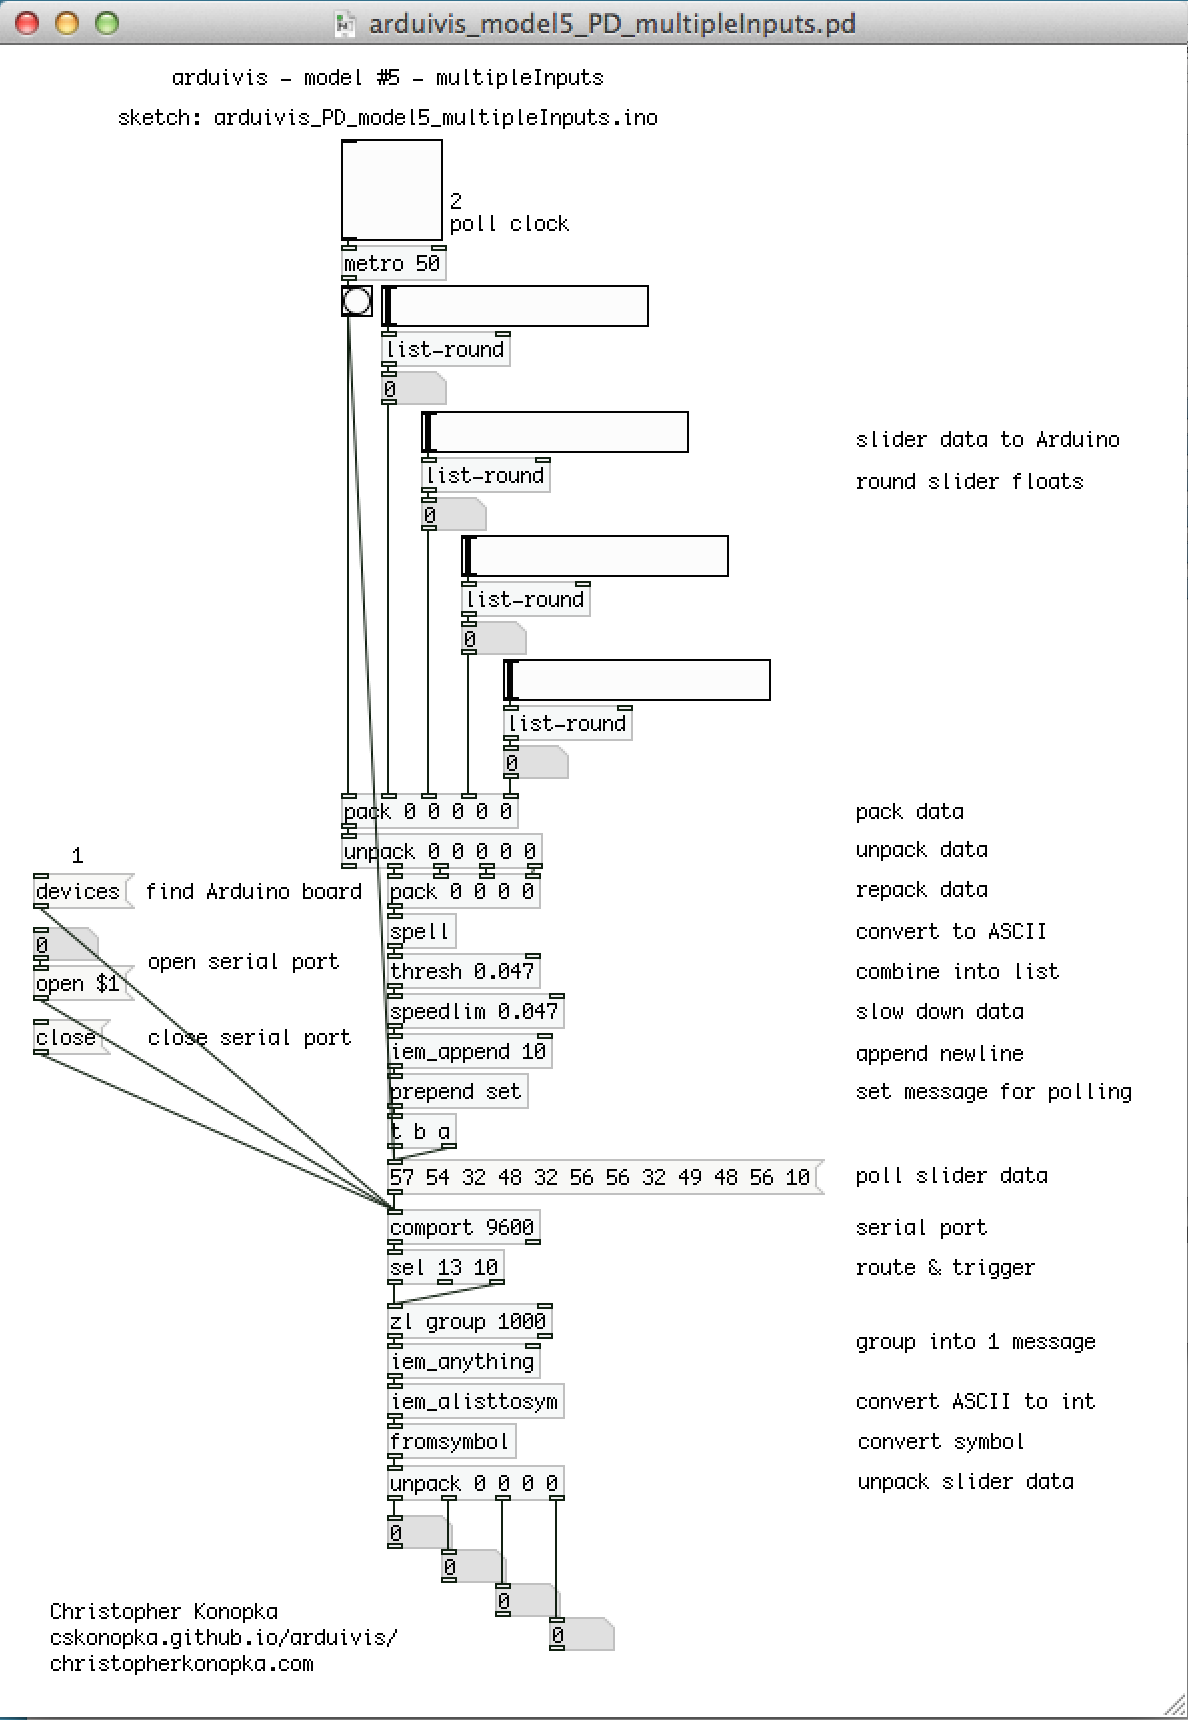 arduivis_model5_PD_multipleInputs.pd
arduivis – model #5 – multipleInputs
sketch: arduivis_PD_model5_multipleInputs.ino
2
poll clock
metro 50
list-round
0
list-round
0
slider data to Arduino
round slider floats
list-round
0
list-round
0
pack 0 0 0 0 0
pack data
unpack 0 0 0 0 0
unpack data
1
devices
find Arduino board
pack 0 0 0 0
repack data
spell
convert to ASCII
0
open serial port
open $1
thresh 0.047
combine into list
speedlim 0.047
slow down data
close
close serial port
iem_append 10
append newline
prepend set
set message for polling
t b a
57 54 32 48 32 56 56 32 49 48 56 10
poll slider data
comport 9600
serial port
sel 13 10
route & trigger
zl group 1000
group into 1 message
iem_anything
iem_alisttosym
convert ASCII to int
fromsymbol
convert symbol
unpack 0 0 0 0
unpack slider data
0
0
0
0
Christopher Konopka
cskonopka.github.io/arduivis/
christopherkonopka.com